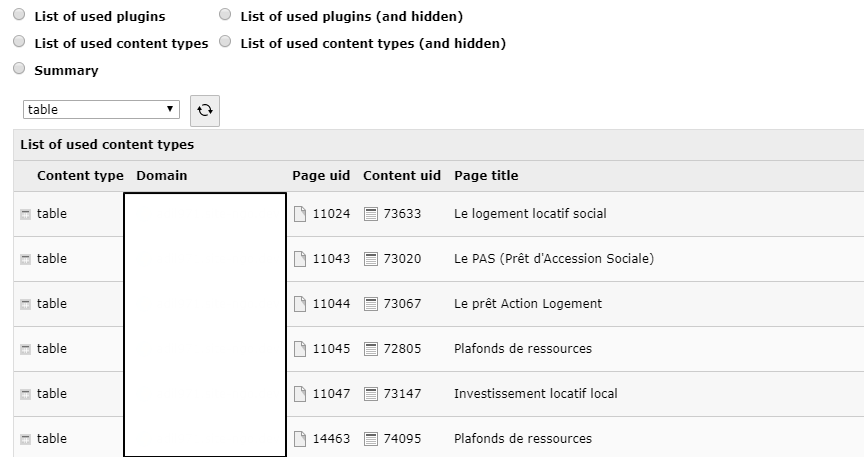 List of used plugins List of used plugins (and hidden)
List of used content types List of used content types (and hidden)
Summary
table
List of used content types
Content type Domain Page uid Content uid Page title
table 11024 73633 Le logement locatif social
table 11043 73020 Le PAS (Prêt d'Accession Sociale)
table 11044 73067 Le prêt Action Logement
table 11045 72805 Plafonds de ressources
table 11047 73147 Investissement locatif local
table 14463 74095 Plafonds de ressources